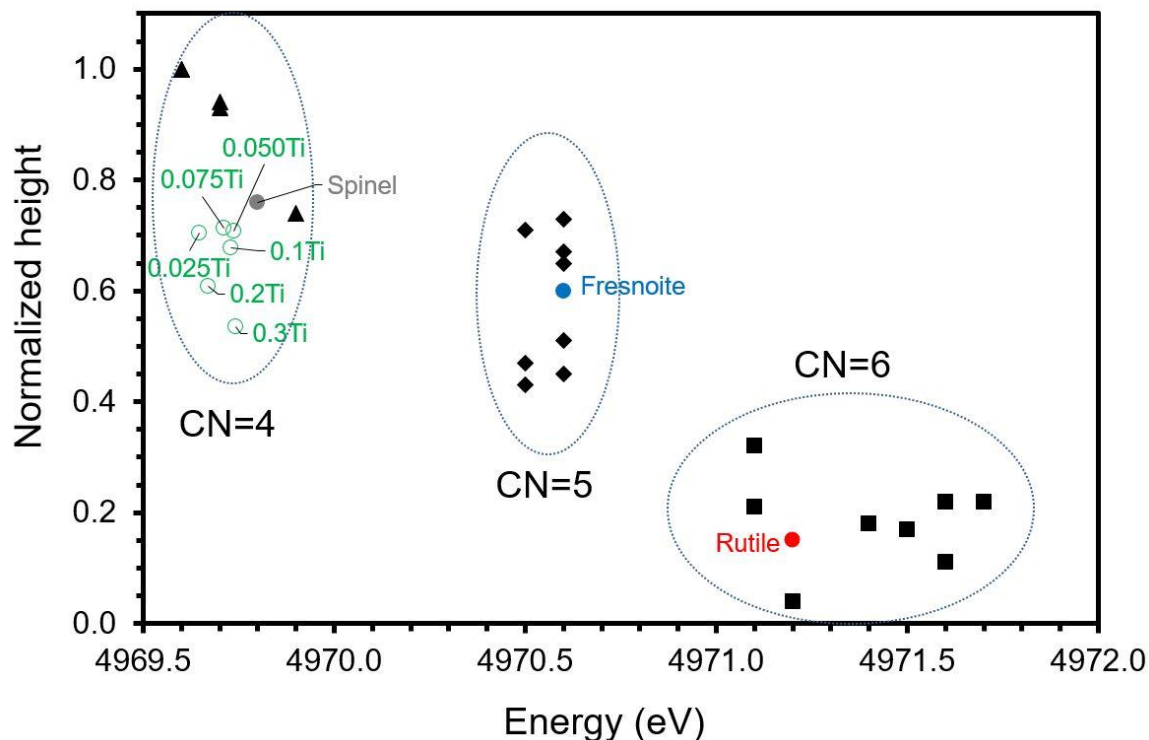 Normalized height
1.0
0.8
0.6
0.4
0.2
0.0
0.050Ti
0.075Ti
Spinel
0.1Ti
0.025Ti
0.2Ti
0.3Ti
CN=4
Fresnoite
CN=5
CN=6
Rutile
4969.5 4970.0 4970.5 4971.0 4971.5 4972.0
Energy (eV)